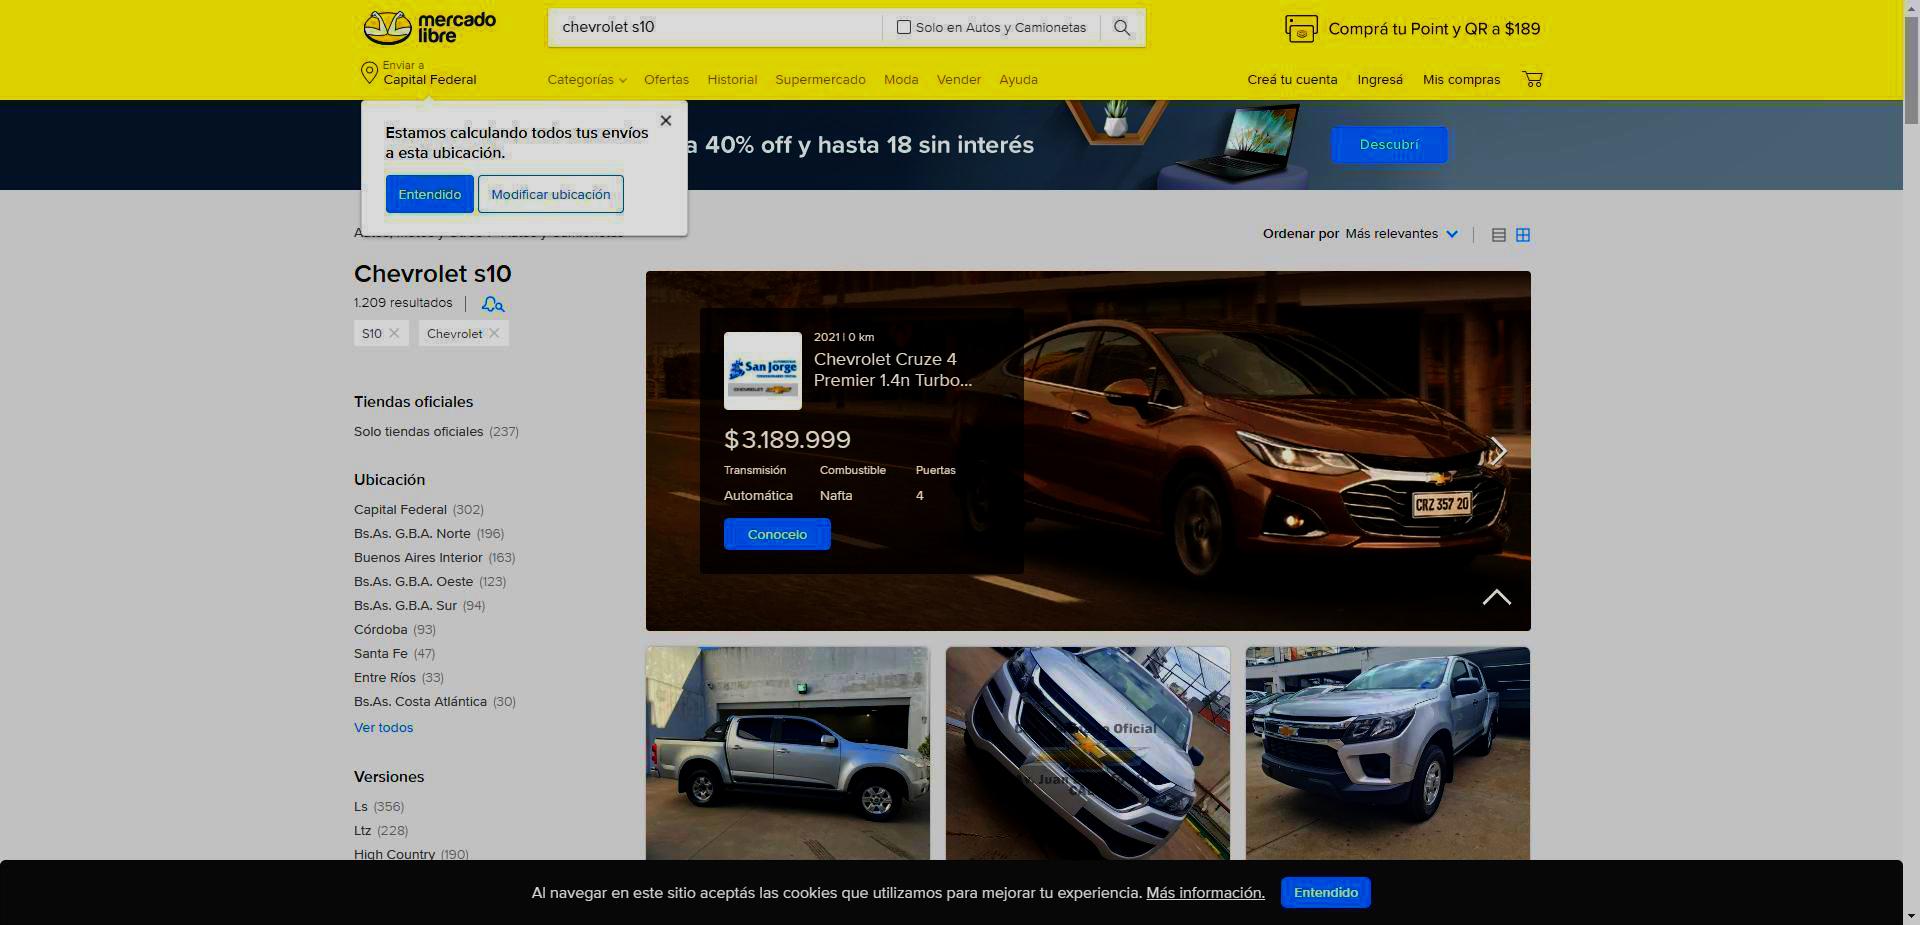 mercado
libre
chevrolet s10
Solo en Autos y Camionetas
Comprá tu Point y QR a $189
Enviar a
Capital Federal
Categorías
Ofertas
Historial
Supermercado
Moda
Vender
Ayuda
Creá tu cuenta
Ingresá
Mis compras
Estamos calculando todos tus envíos
a esta ubicación.
Entendido
Modificar ubicación
a 40% off y hasta 18 sin interés
Descubrí
Ordenar por Más relevantes
Chevrolet s10
1.209 resultados
S10
Chevrolet
Tiendas oficiales
Solo tiendas oficiales (237)
Ubicación
Capital Federal (302)
Bs.As. G.B.A. Norte (196)
Buenos Aires Interior (163)
Bs.As. G.B.A. Oeste (123)
Bs.As. G.B.A. Sur (94)
Córdoba (93)
Santa Fe (47)
Entre Ríos (33)
Bs.As. Costa Atlántica (30)
Ver todos
Versiones
Ls (356)
Ltz (228)
High Country (190)
San Jorge
CHEVROLET
2021 | 0 km
Chevrolet Cruze 4
Premier 1.4n Turbo...
$ 3.189.999
Transmisión Combustible Puertas
Automática Nafta 4
Conocelo
CRZ 357 20
Oficial
Juan
Al navegar en este sitio aceptás las cookies que utilizamos para mejorar tu experiencia. Más información.
Entendido